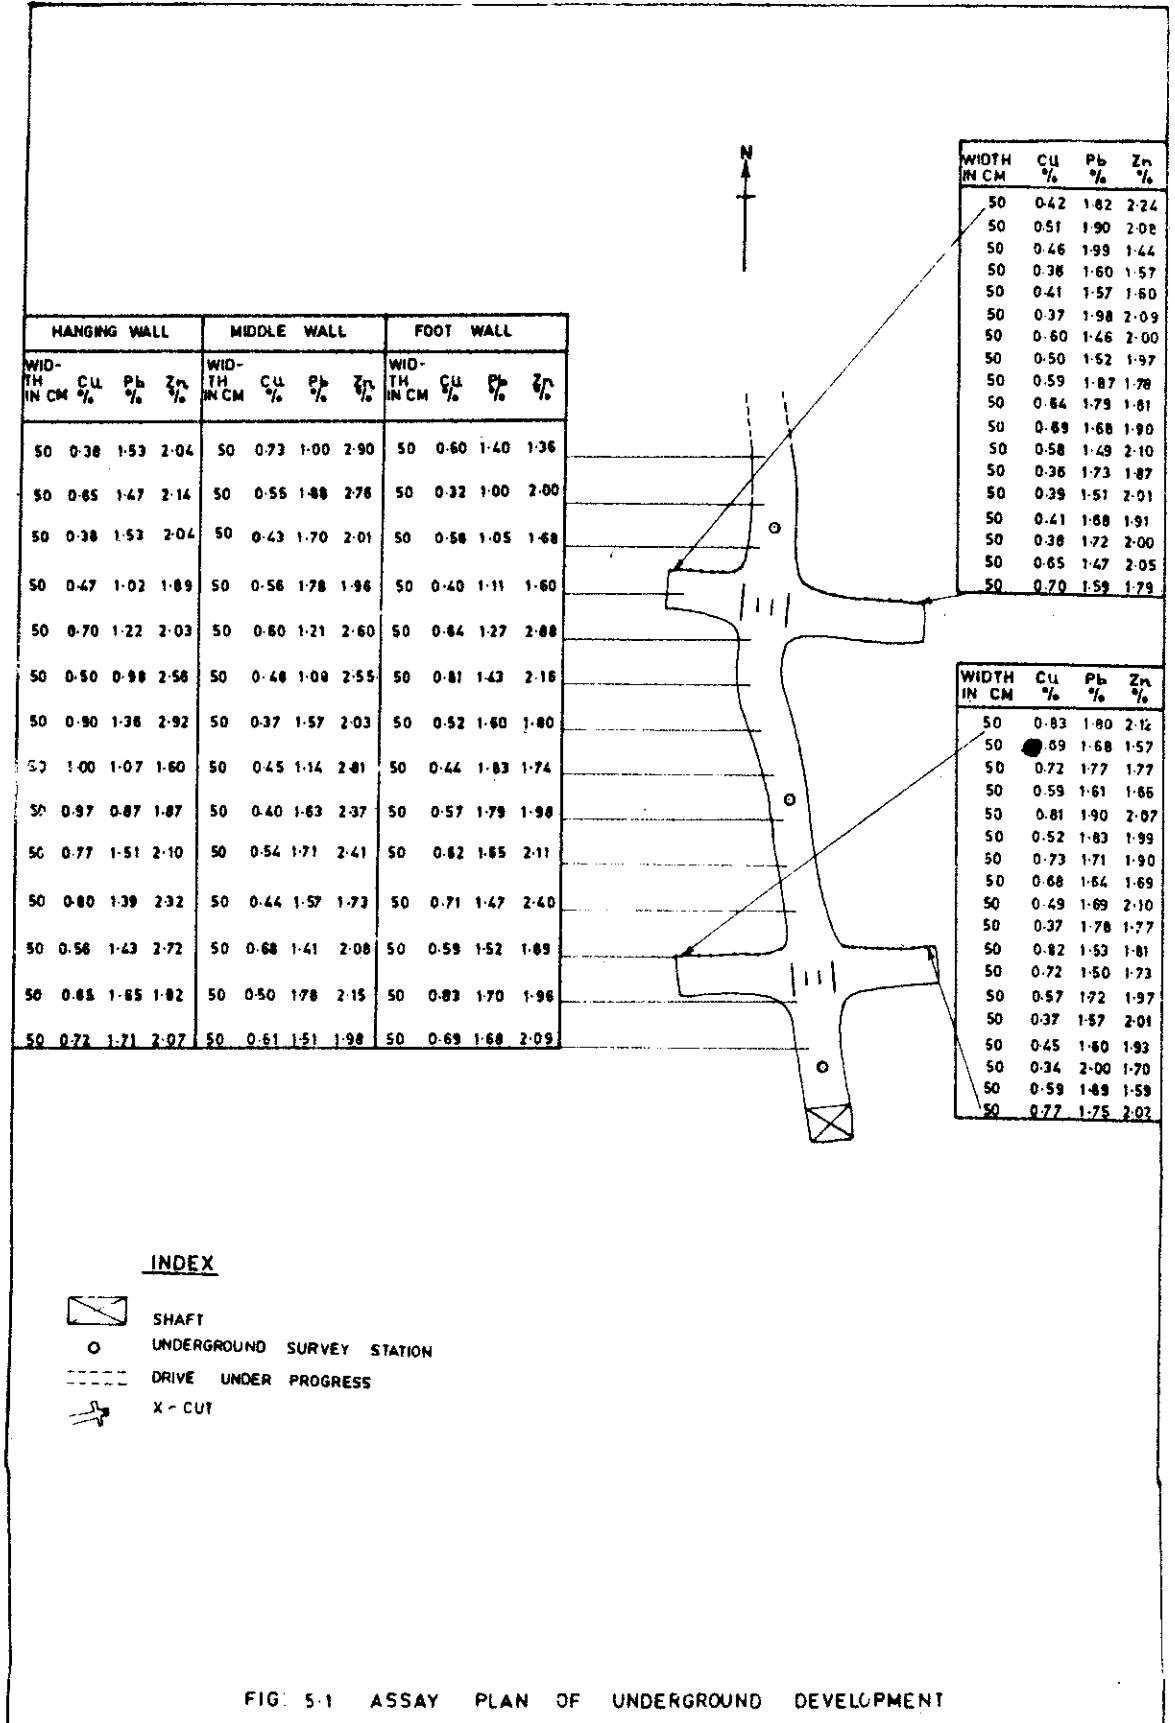 N
WIDTH IN CM Cu % Pb % Zn %
50 0.42 1.82 2.24
50 0.51 1.90 2.08
50 0.46 1.99 1.44
50 0.38 1.60 1.57
50 0.41 1.57 1.60
50 0.37 1.98 2.09
50 0.60 1.46 2.00
50 0.50 1.52 1.97
50 0.59 1.87 1.78
50 0.64 1.79 1.81
50 0.69 1.68 1.90
50 0.58 1.49 2.10
50 0.36 1.73 1.87
50 0.39 1.51 2.01
50 0.41 1.68 1.91
50 0.38 1.72 2.00
50 0.65 1.47 2.05
50 0.70 1.59 1.79
HANGING WALL MIDDLE WALL FOOT WALL
WID-TH IN CM Cu % Pb % Zn % WID-TH IN CM Cu % Pb % Zn % WID-TH IN CM Cu % Pb % Zn %
50 0.38 1.53 2.04 50 0.73 1.00 2.90 50 0.60 1.40 1.36
50 0.65 1.47 2.14 50 0.55 1.88 2.76 50 0.32 1.00 2.00
50 0.38 1.53 2.04 50 0.43 1.70 2.01 50 0.58 1.05 1.68
50 0.47 1.02 1.89 50 0.56 1.78 1.96 50 0.40 1.11 1.60
50 0.70 1.22 2.03 50 0.60 1.21 2.60 50 0.64 1.27 2.88
50 0.50 0.98 2.56 50 0.48 1.00 2.55 50 0.81 1.43 2.16
50 0.90 1.36 2.92 50 0.37 1.57 2.03 50 0.52 1.60 1.80
50 1.00 1.07 1.60 50 0.45 1.14 2.81 50 0.44 1.83 1.74
50 0.97 0.87 1.87 50 0.40 1.63 2.37 50 0.57 1.79 1.98
50 0.77 1.51 2.10 50 0.54 1.71 2.41 50 0.62 1.65 2.11
50 0.80 1.39 2.32 50 0.44 1.57 1.73 50 0.71 1.47 2.40
50 0.56 1.43 2.72 50 0.68 1.41 2.08 50 0.59 1.52 1.89
50 0.85 1.65 1.82 50 0.50 1.78 2.15 50 0.83 1.70 1.96
50 0.72 1.71 2.07 50 0.61 1.51 1.98 50 0.69 1.68 2.09
WIDTH IN CM Cu % Pb % Zn %
50 0.83 1.80 2.12
50 .69 1.68 1.57
50 0.72 1.77 1.77
50 0.59 1.61 1.66
50 0.81 1.90 2.07
50 0.52 1.83 1.99
50 0.73 1.71 1.90
50 0.68 1.64 1.69
50 0.49 1.69 2.10
50 0.37 1.78 1.77
50 0.82 1.53 1.81
50 0.72 1.50 1.73
50 0.57 1.72 1.97
50 0.37 1.57 2.01
50 0.45 1.60 1.93
50 0.34 2.00 1.70
50 0.59 1.89 1.59
50 0.77 1.75 2.02
INDEX
SHAFT
UNDERGROUND SURVEY STATION
DRIVE UNDER PROGRESS
X-CUT
FIG. 5.1 ASSAY PLAN OF UNDERGROUND DEVELOPMENT